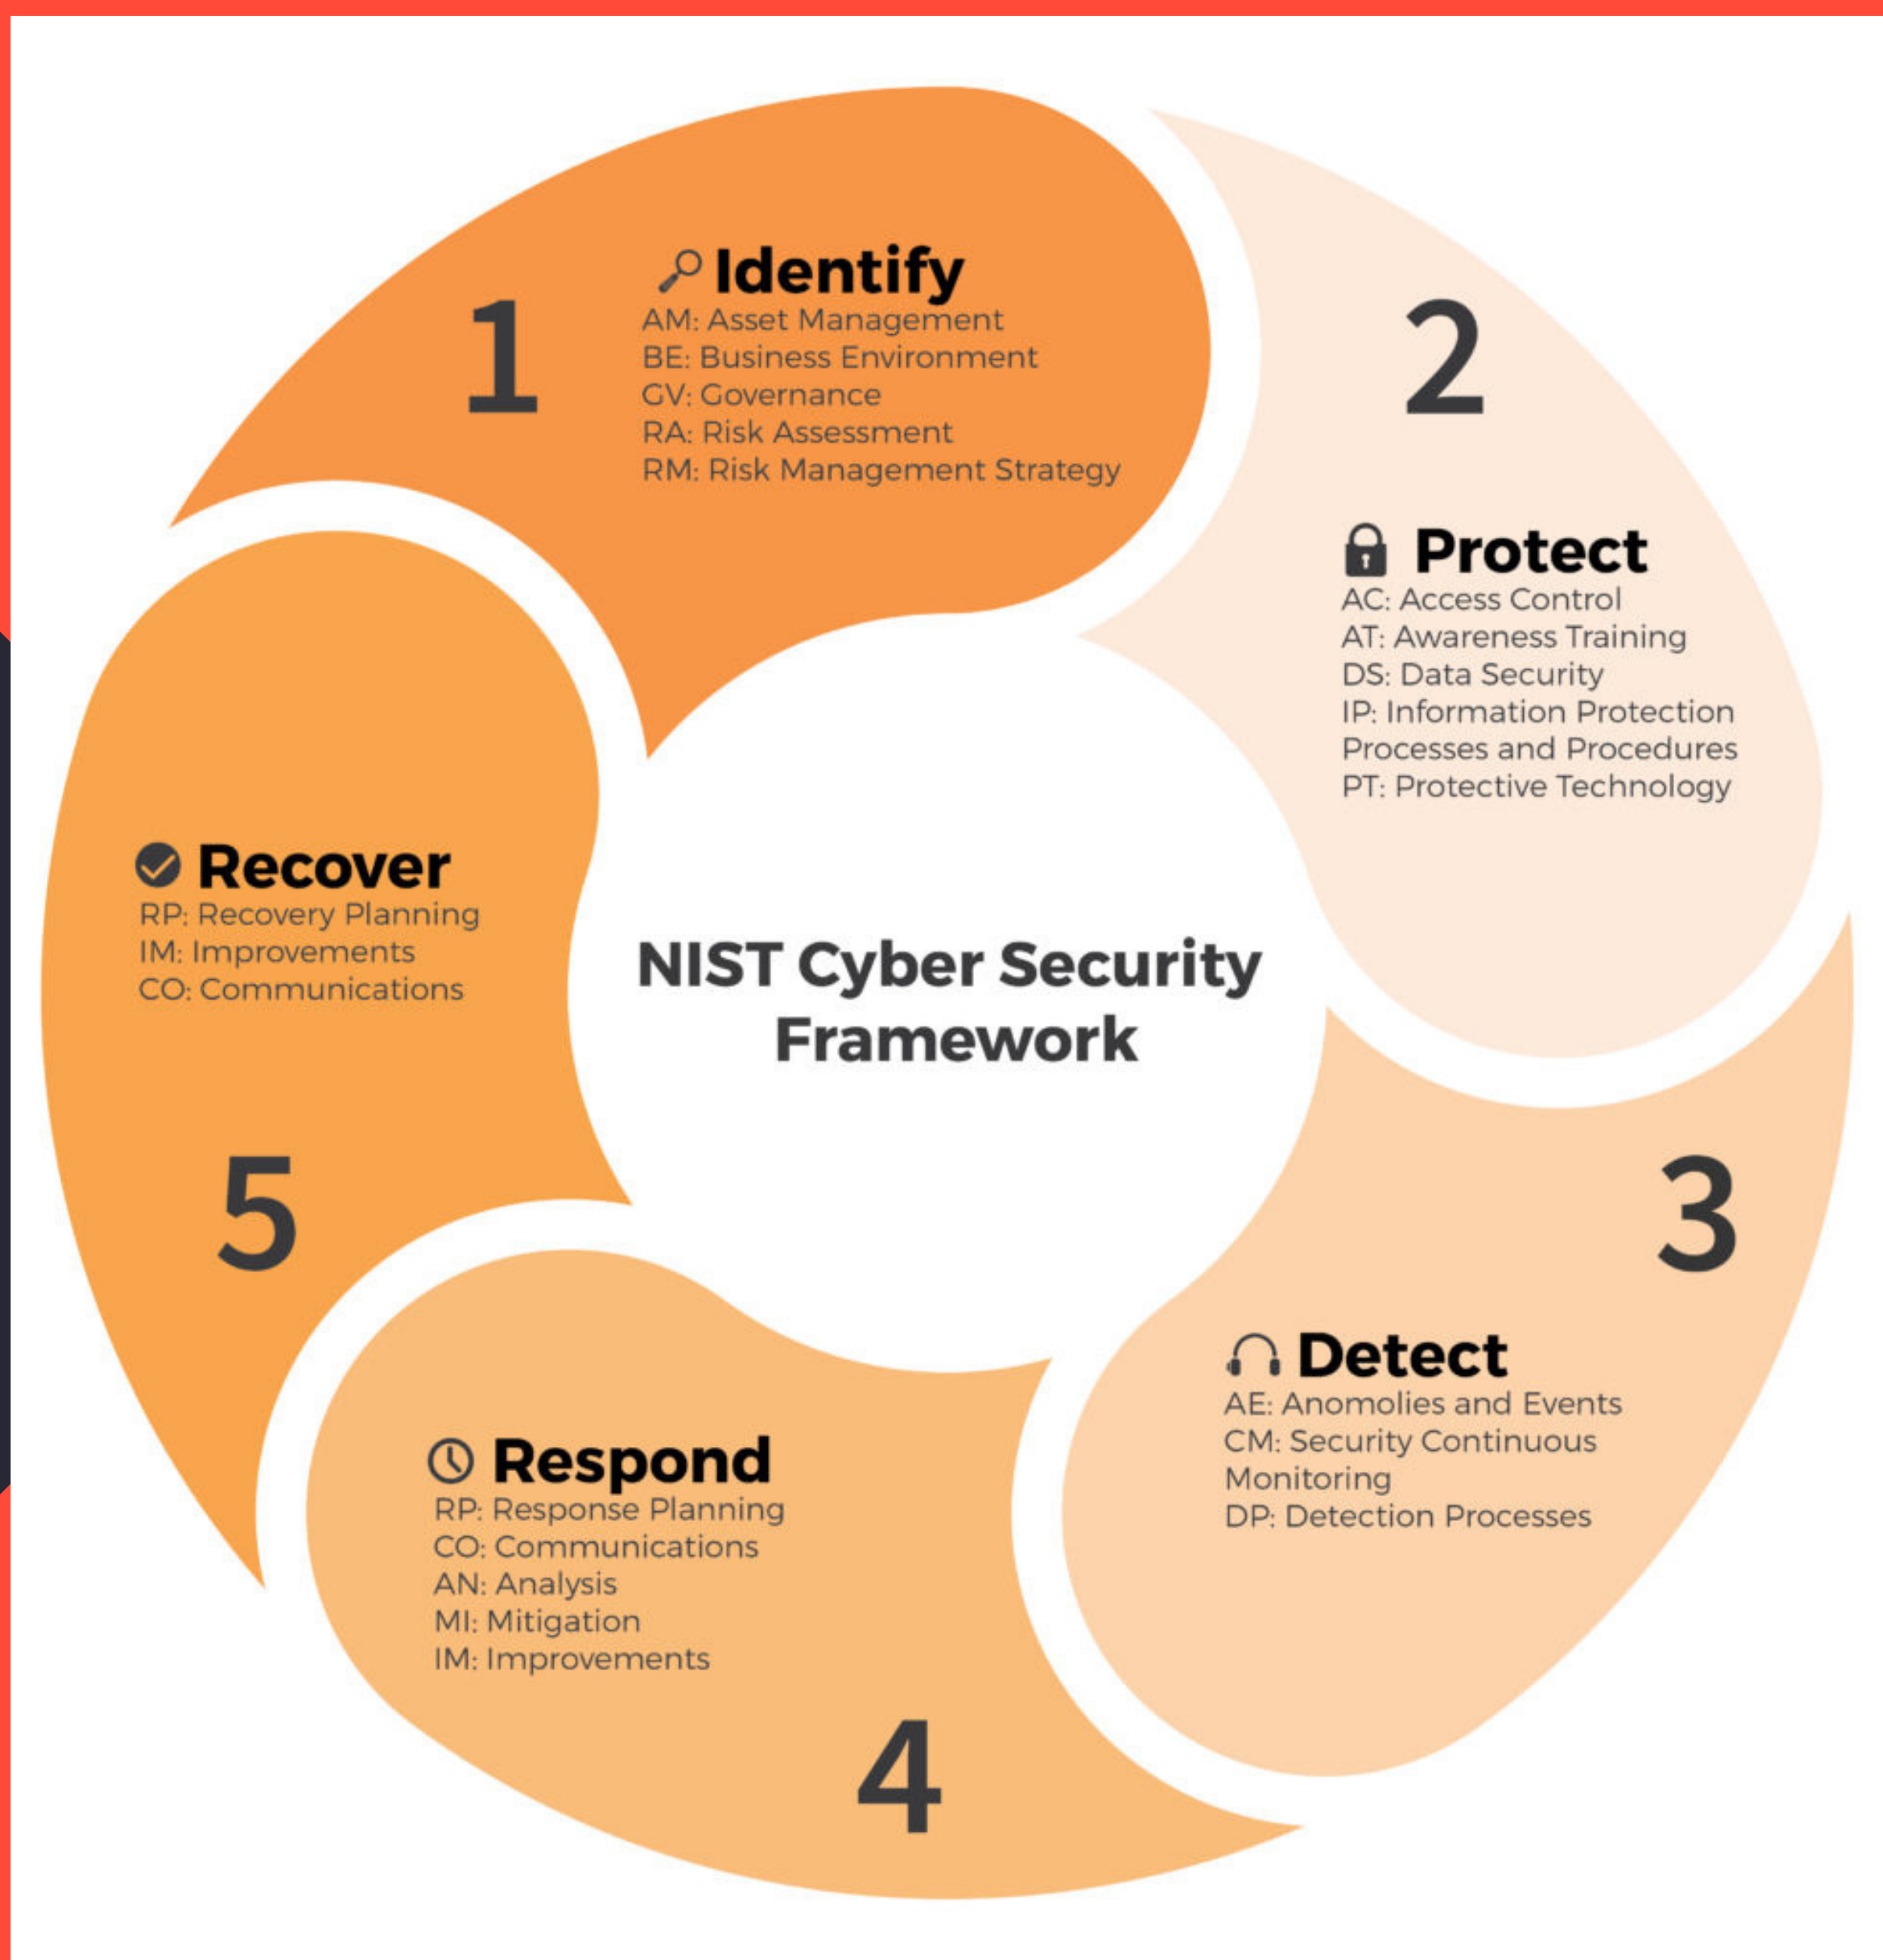 1
Identify
AM: Asset Management
BE: Business Environment
GV: Governance
RA: Risk Assessment
RM: Risk Management Strategy
2
Protect
AC: Access Control
AT: Awareness Training
DS: Data Security
IP: Information Protection
Processes and Procedures
PT: Protective Technology
3
Detect
AE: Anomolies and Events
CM: Security Continuous
Monitoring
DP: Detection Processes
4
Respond
RP: Response Planning
CO: Communications
AN: Analysis
MI: Mitigation
IM: Improvements
5
Recover
RP: Recovery Planning
IM: Improvements
CO: Communications
NIST Cyber Security
Framework